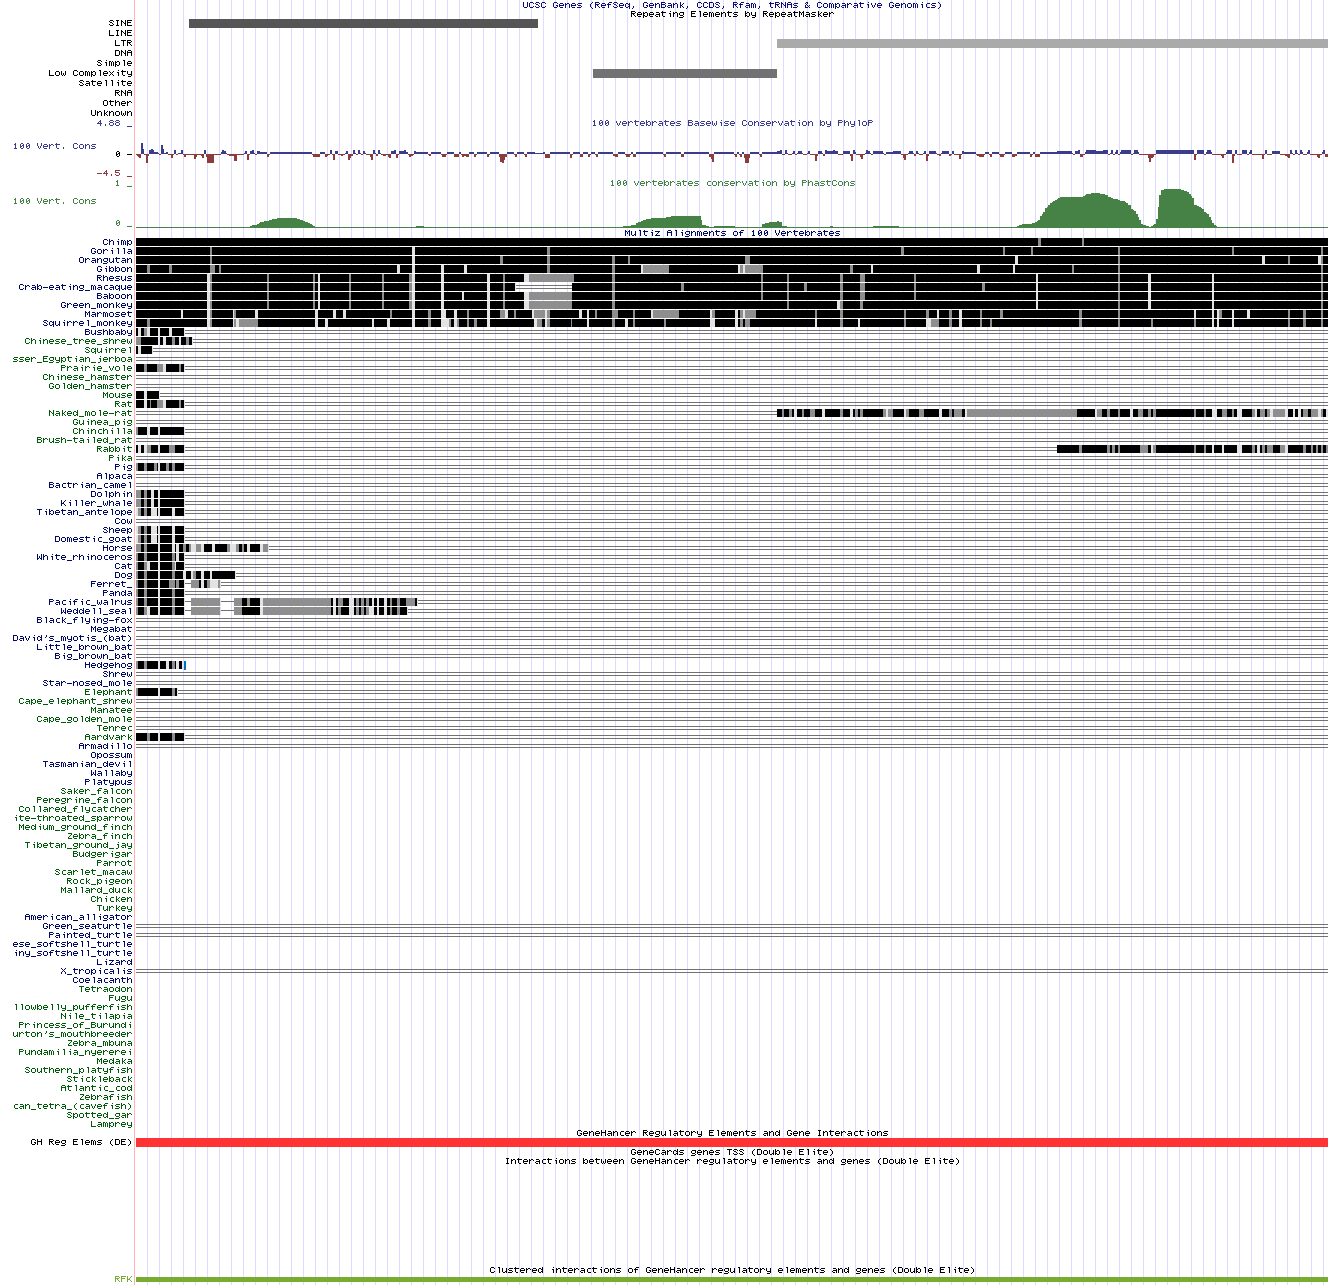 UCSC Genes (RefSeq, GenBank, CCDS, Rfam, tRNAs & Comparative Genomics)
Repeating Elements by RepeatMasker
SINE
LINE
LTR
DNA
Simple
Low Complexity
Satellite
RNA
Other
Unknown
100 vertebrates Basewise Conservation by PhyloP
4.88 _
100 Vert. Cons
0 _
-4.5 _
100 vertebrates conservation by PhastCons
1 _
100 Vert. Cons
0 _
Multiz Alignments of 100 Vertebrates
Chimp
Gorilla
Orangutan
Gibbon
Rhesus
Crab-eating_macaque
Baboon
Green_monkey
Marmoset
Squirrel_monkey
Bushbaby
Chinese_tree_shrew
Squirrel
sser_Egyptian_jerboa
Prairie_vole
Chinese_hamster
Golden_hamster
Mouse
Rat
Naked_mole-rat
Guinea_pig
Chinchilla
Brush-tailed_rat
Rabbit
Pika
Pig
Alpaca
Bactrian_camel
Dolphin
Killer_whale
Tibetan_antelope
Cow
Sheep
Domestic_goat
Horse
White_rhinoceros
Cat
Dog
Ferret_
Panda
Pacific_walrus
Weddell_seal
Black_flying-fox
Megabat
David's_myotis_(bat)
Little_brown_bat
Big_brown_bat
Hedgehog
Shrew
Star-nosed_mole
Elephant
Cape_elephant_shrew
Manatee
Cape_golden_mole
Tenrec
Aardvark
Armadillo
Opossum
Tasmanian_devil
Wallaby
Platypus
Saker_falcon
Peregrine_falcon
Collared_flycatcher
ite-throated_sparrow
Medium_ground_finch
Zebra_finch
Tibetan_ground_jay
Budgerigar
Parrot
Scarlet_macaw
Rock_pigeon
Mallard_duck
Chicken
Turkey
American_alligator
Green_seaturtle
Painted_turtle
ese_softshell_turtle
iny_softshell_turtle
Lizard
X_tropicalis
Coelacanth
Tetraodon
Fugu
llowbelly_pufferfish
Nile_tilapia
Princess_of_Burundi
urton's_mouthbreeder
Zebra_mbuna
Pundamilia_nyererei
Medaka
Southern_platyfish
Stickleback
Atlantic_cod
Zebrafish
can_tetra_(cavefish)
Spotted_gar
Lamprey
GeneHancer Regulatory Elements and Gene Interactions
GH Reg Elems (DE)
GeneCards genes TSS (Double Elite)
Interactions between GeneHancer regulatory elements and genes (Double Elite)
Clustered interactions of GeneHancer regulatory elements and genes (Double Elite)
RFK